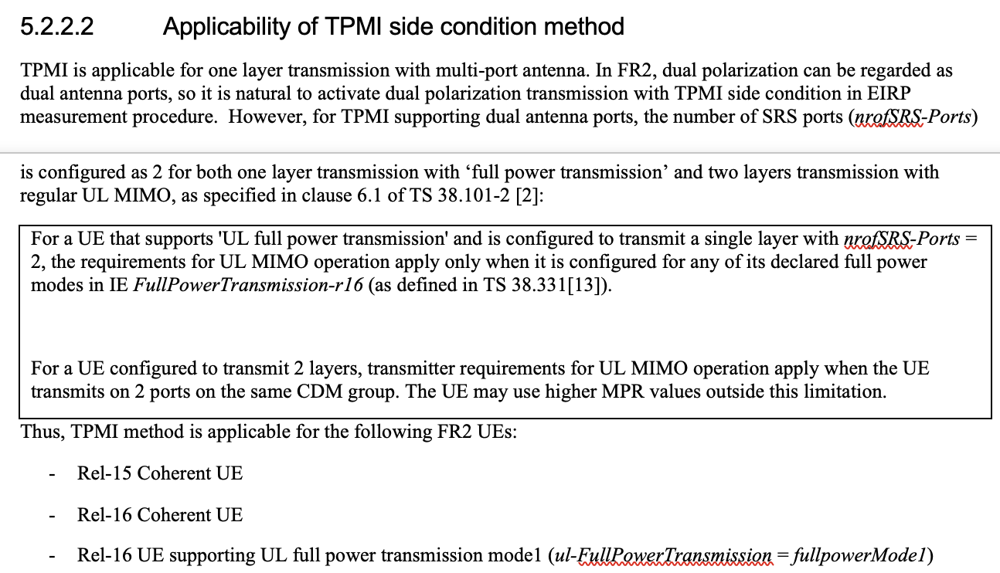 5.2.2.2 Applicability of TPMI side condition method
TPMI is applicable for one layer transmission with multi-port antenna. In FR2, dual polarization can be regarded as
dual antenna ports, so it is natural to activate dual polarization transmission with TPMI side condition in EIRP
measurement procedure.  However, for TPMI supporting dual antenna ports, the number of SRS ports (nrofSRS-Ports)
is configured as 2 for both one layer transmission with ‘full power transmission’ and two layers transmission with
regular UL MIMO, as specified in clause 6.1 of TS 38.101-2 [2]:
For a UE that supports 'UL full power transmission' and is configured to transmit a single layer with nrofSRS-Ports =
2, the requirements for UL MIMO operation apply only when it is configured for any of its declared full power
modes in IE FullPowerTransmission-r16 (as defined in TS 38.331[13]).
For a UE configured to transmit 2 layers, transmitter requirements for UL MIMO operation apply when the UE
transmits on 2 ports on the same CDM group. The UE may use higher MPR values outside this limitation.
Thus, TPMI method is applicable for the following FR2 UEs:
- Rel-15 Coherent UE
- Rel-16 Coherent UE
- Rel-16 UE supporting UL full power transmission mode1 (ul-FullPowerTransmission = fullpowerMode1)